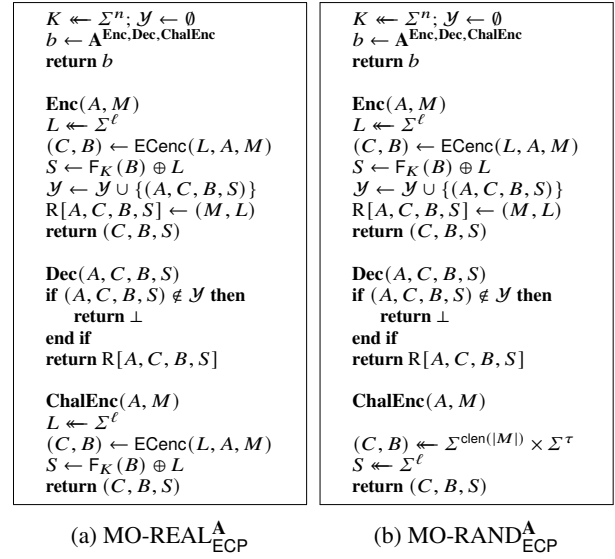 K ↞ Σⁿ; 𝒴 ← ∅
b ← A^Enc,Dec,ChalEnc
return b
Enc(A, M)
L ↞ Σ^ℓ
(C, B) ← ECenc(L, A, M)
S ← F_K(B) ⊕ L
𝒴 ← 𝒴 ∪ {(A, C, B, S)}
R[A, C, B, S] ← (M, L)
return (C, B, S)
Dec(A, C, B, S)
if (A, C, B, S) ∉ 𝒴 then
return ⊥
end if
return R[A, C, B, S]
ChalEnc(A, M)
L ↞ Σ^ℓ
(C, B) ← ECenc(L, A, M)
S ← F_K(B) ⊕ L
return (C, B, S)
(a) MO-REAL^A_ECP
K ↞ Σⁿ; 𝒴 ← ∅
b ← A^Enc,Dec,ChalEnc
return b
Enc(A, M)
L ↞ Σ^ℓ
(C, B) ← ECenc(L, A, M)
S ← F_K(B) ⊕ L
𝒴 ← 𝒴 ∪ {(A, C, B, S)}
R[A, C, B, S] ← (M, L)
return (C, B, S)
Dec(A, C, B, S)
if (A, C, B, S) ∉ 𝒴 then
return ⊥
end if
return R[A, C, B, S]
ChalEnc(A, M)
(C, B) ↞ Σ^clen(|M|) × Σ^τ
S ↞ Σ^ℓ
return (C, B, S)
(b) MO-RAND^A_ECP